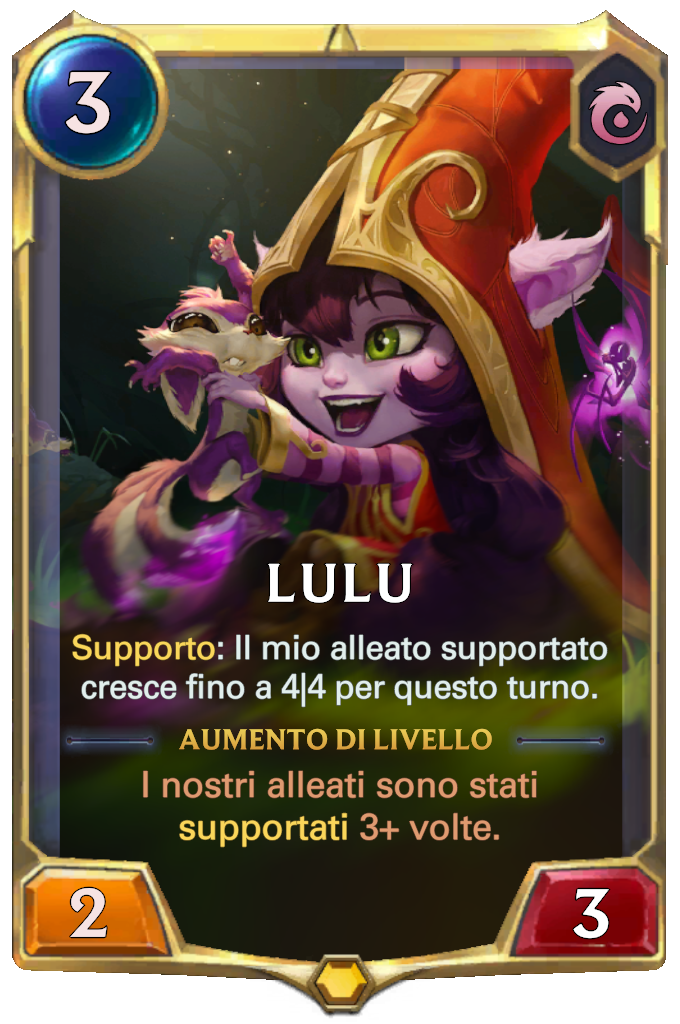 3
LULU
Supporto: Il mio alleato supportato
cresce fino a 4|4 per questo turno.
AUMENTO DI LIVELLO
I nostri alleati sono stati
supportati 3+ volte.
2
3